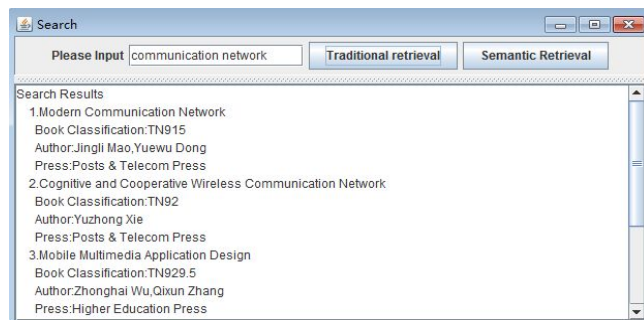 Search
Please Input communication network Traditional retrieval Semantic Retrieval
Search Results
1.Modern Communication Network
Book Classification:TN915
Author:Jingli Mao,Yuewu Dong
Press:Posts & Telecom Press
2.Cognitive and Cooperative Wireless Communication Network
Book Classification:TN92
Author:Yuzhong Xie
Press:Posts & Telecom Press
3.Mobile Multimedia Application Design
Book Classification:TN929.5
Author:Zhonghai Wu,Qixun Zhang
Press:Higher Education Press